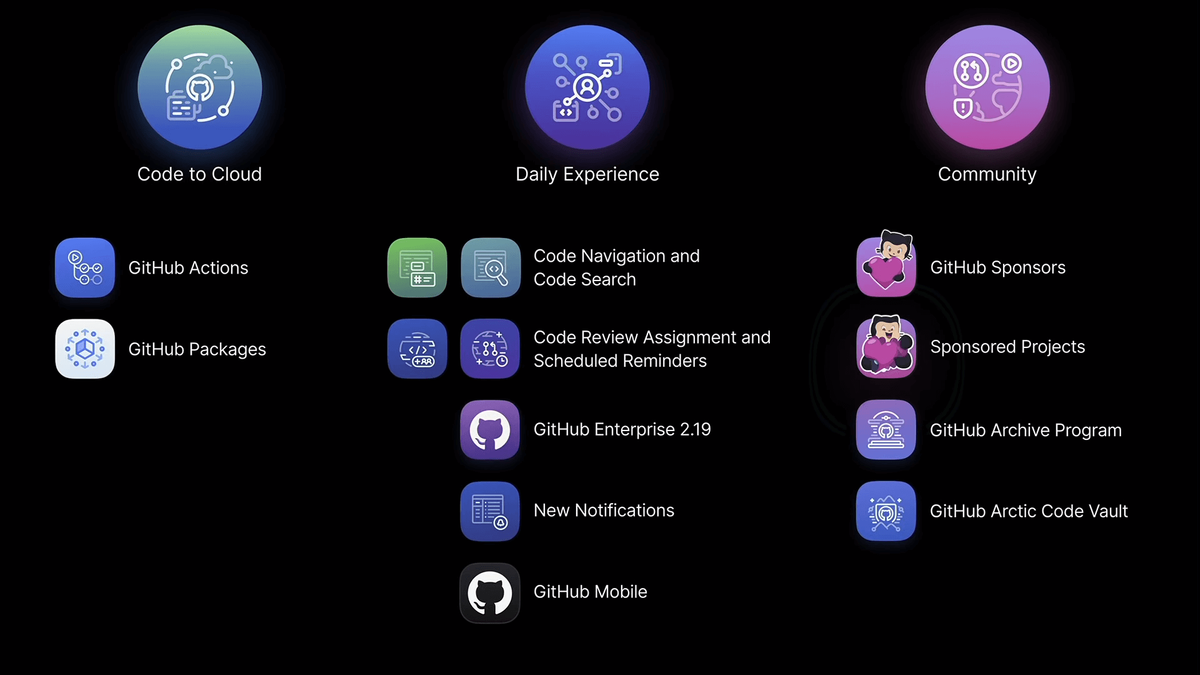 Code to Cloud
Daily Experience
Community
GitHub Actions
GitHub Packages
Code Navigation and
Code Search
Code Review Assignment and
Scheduled Reminders
GitHub Enterprise 2.19
New Notifications
GitHub Mobile
GitHub Sponsors
Sponsored Projects
GitHub Archive Program
GitHub Arctic Code Vault